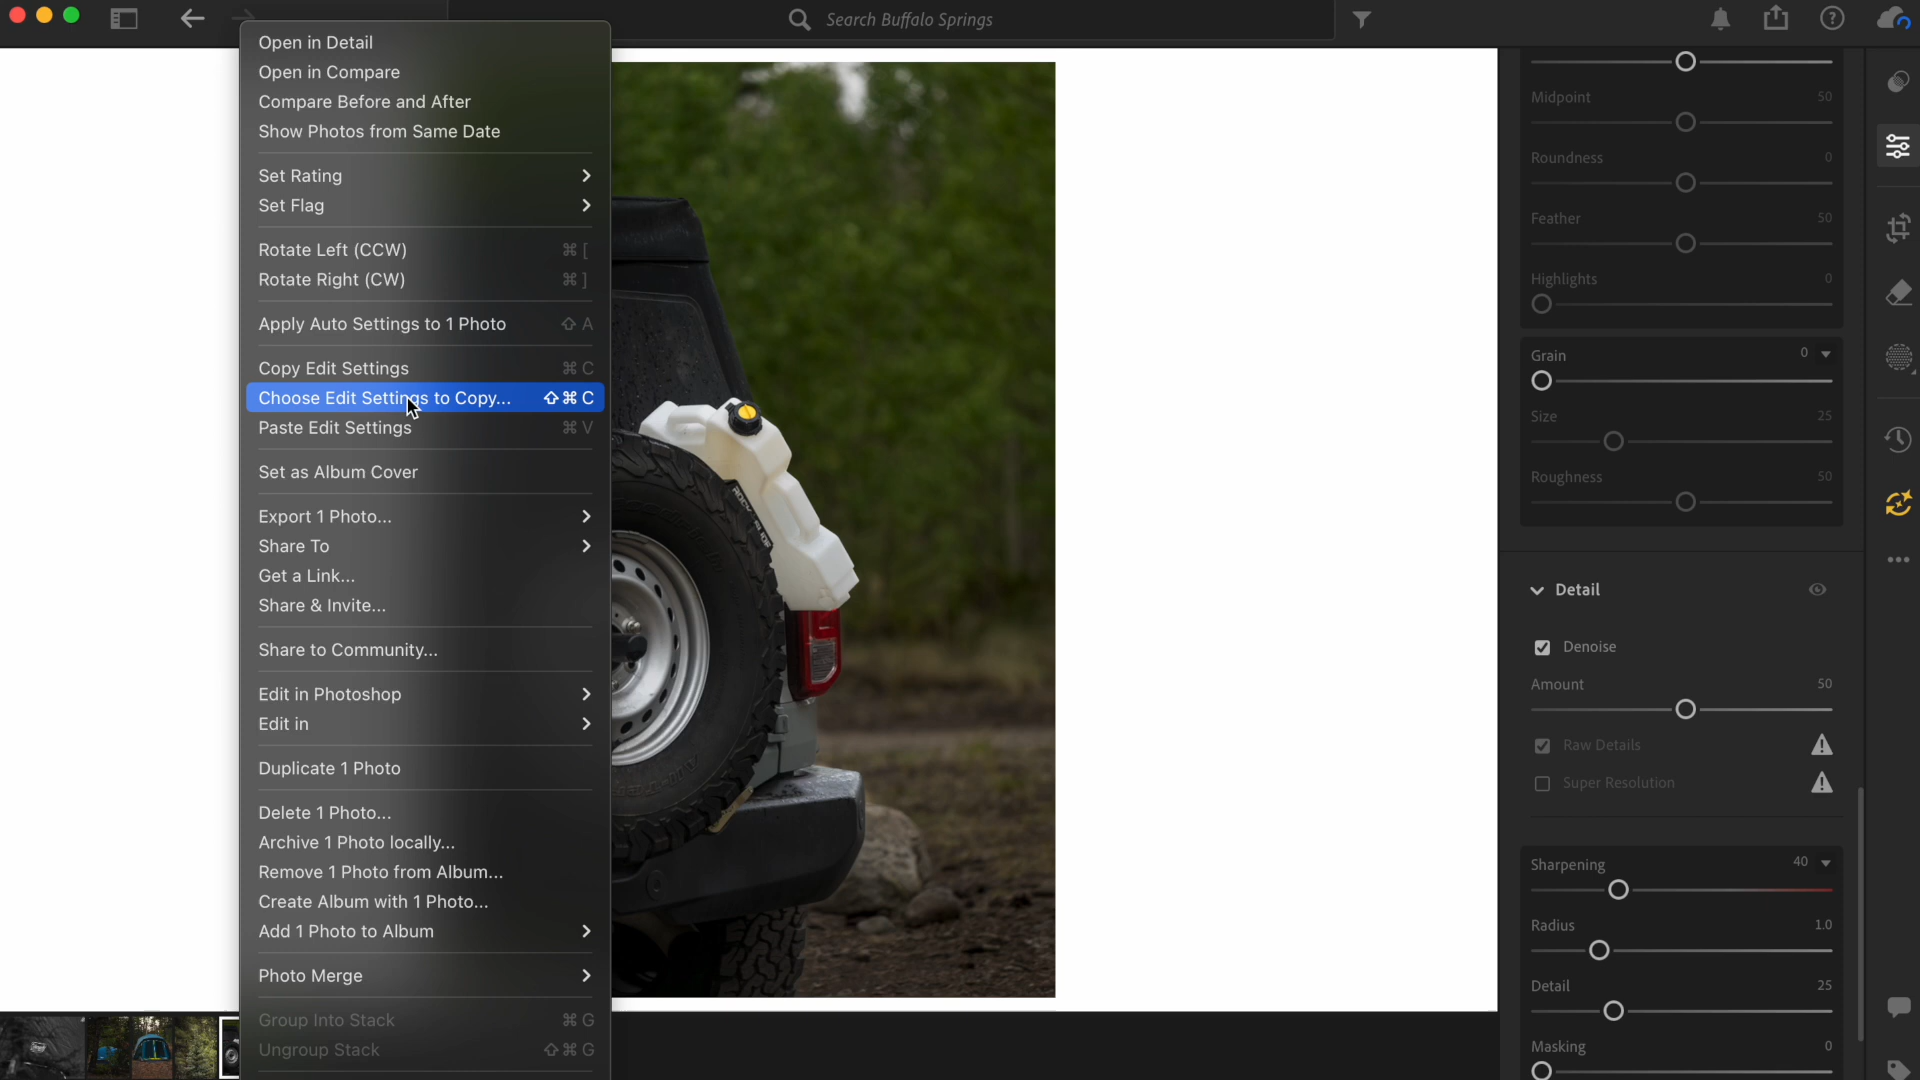 Search Buffalo Springs
Open in Detail
Open in Compare
Compare Before and After
Show Photos from Same Date
Set Rating
Set Flag
Rotate Left (CCW) ⌘ [
Rotate Right (CW) ⌘ ]
Apply Auto Settings to 1 Photo ⇧ A
Copy Edit Settings ⌘ C
Choose Edit Settings to Copy... ⇧ ⌘ C
Paste Edit Settings ⌘ V
Set as Album Cover
Export 1 Photo...
Share To
Get a Link...
Share & Invite...
Share to Community...
Edit in Photoshop
Edit in
Duplicate 1 Photo
Delete 1 Photo...
Archive 1 Photo locally...
Remove 1 Photo from Album...
Create Album with 1 Photo...
Add 1 Photo to Album
Photo Merge
Group Into Stack ⌘ G
Ungroup Stack ⇧ ⌘ G
Midpoint 50
Roundness 0
Feather 50
Highlights 0
Grain 0
Size 25
Roughness 50
Detail
Denoise
Amount 50
Raw Details
Super Resolution
Sharpening 40
Radius 1.0
Detail 25
Masking 0